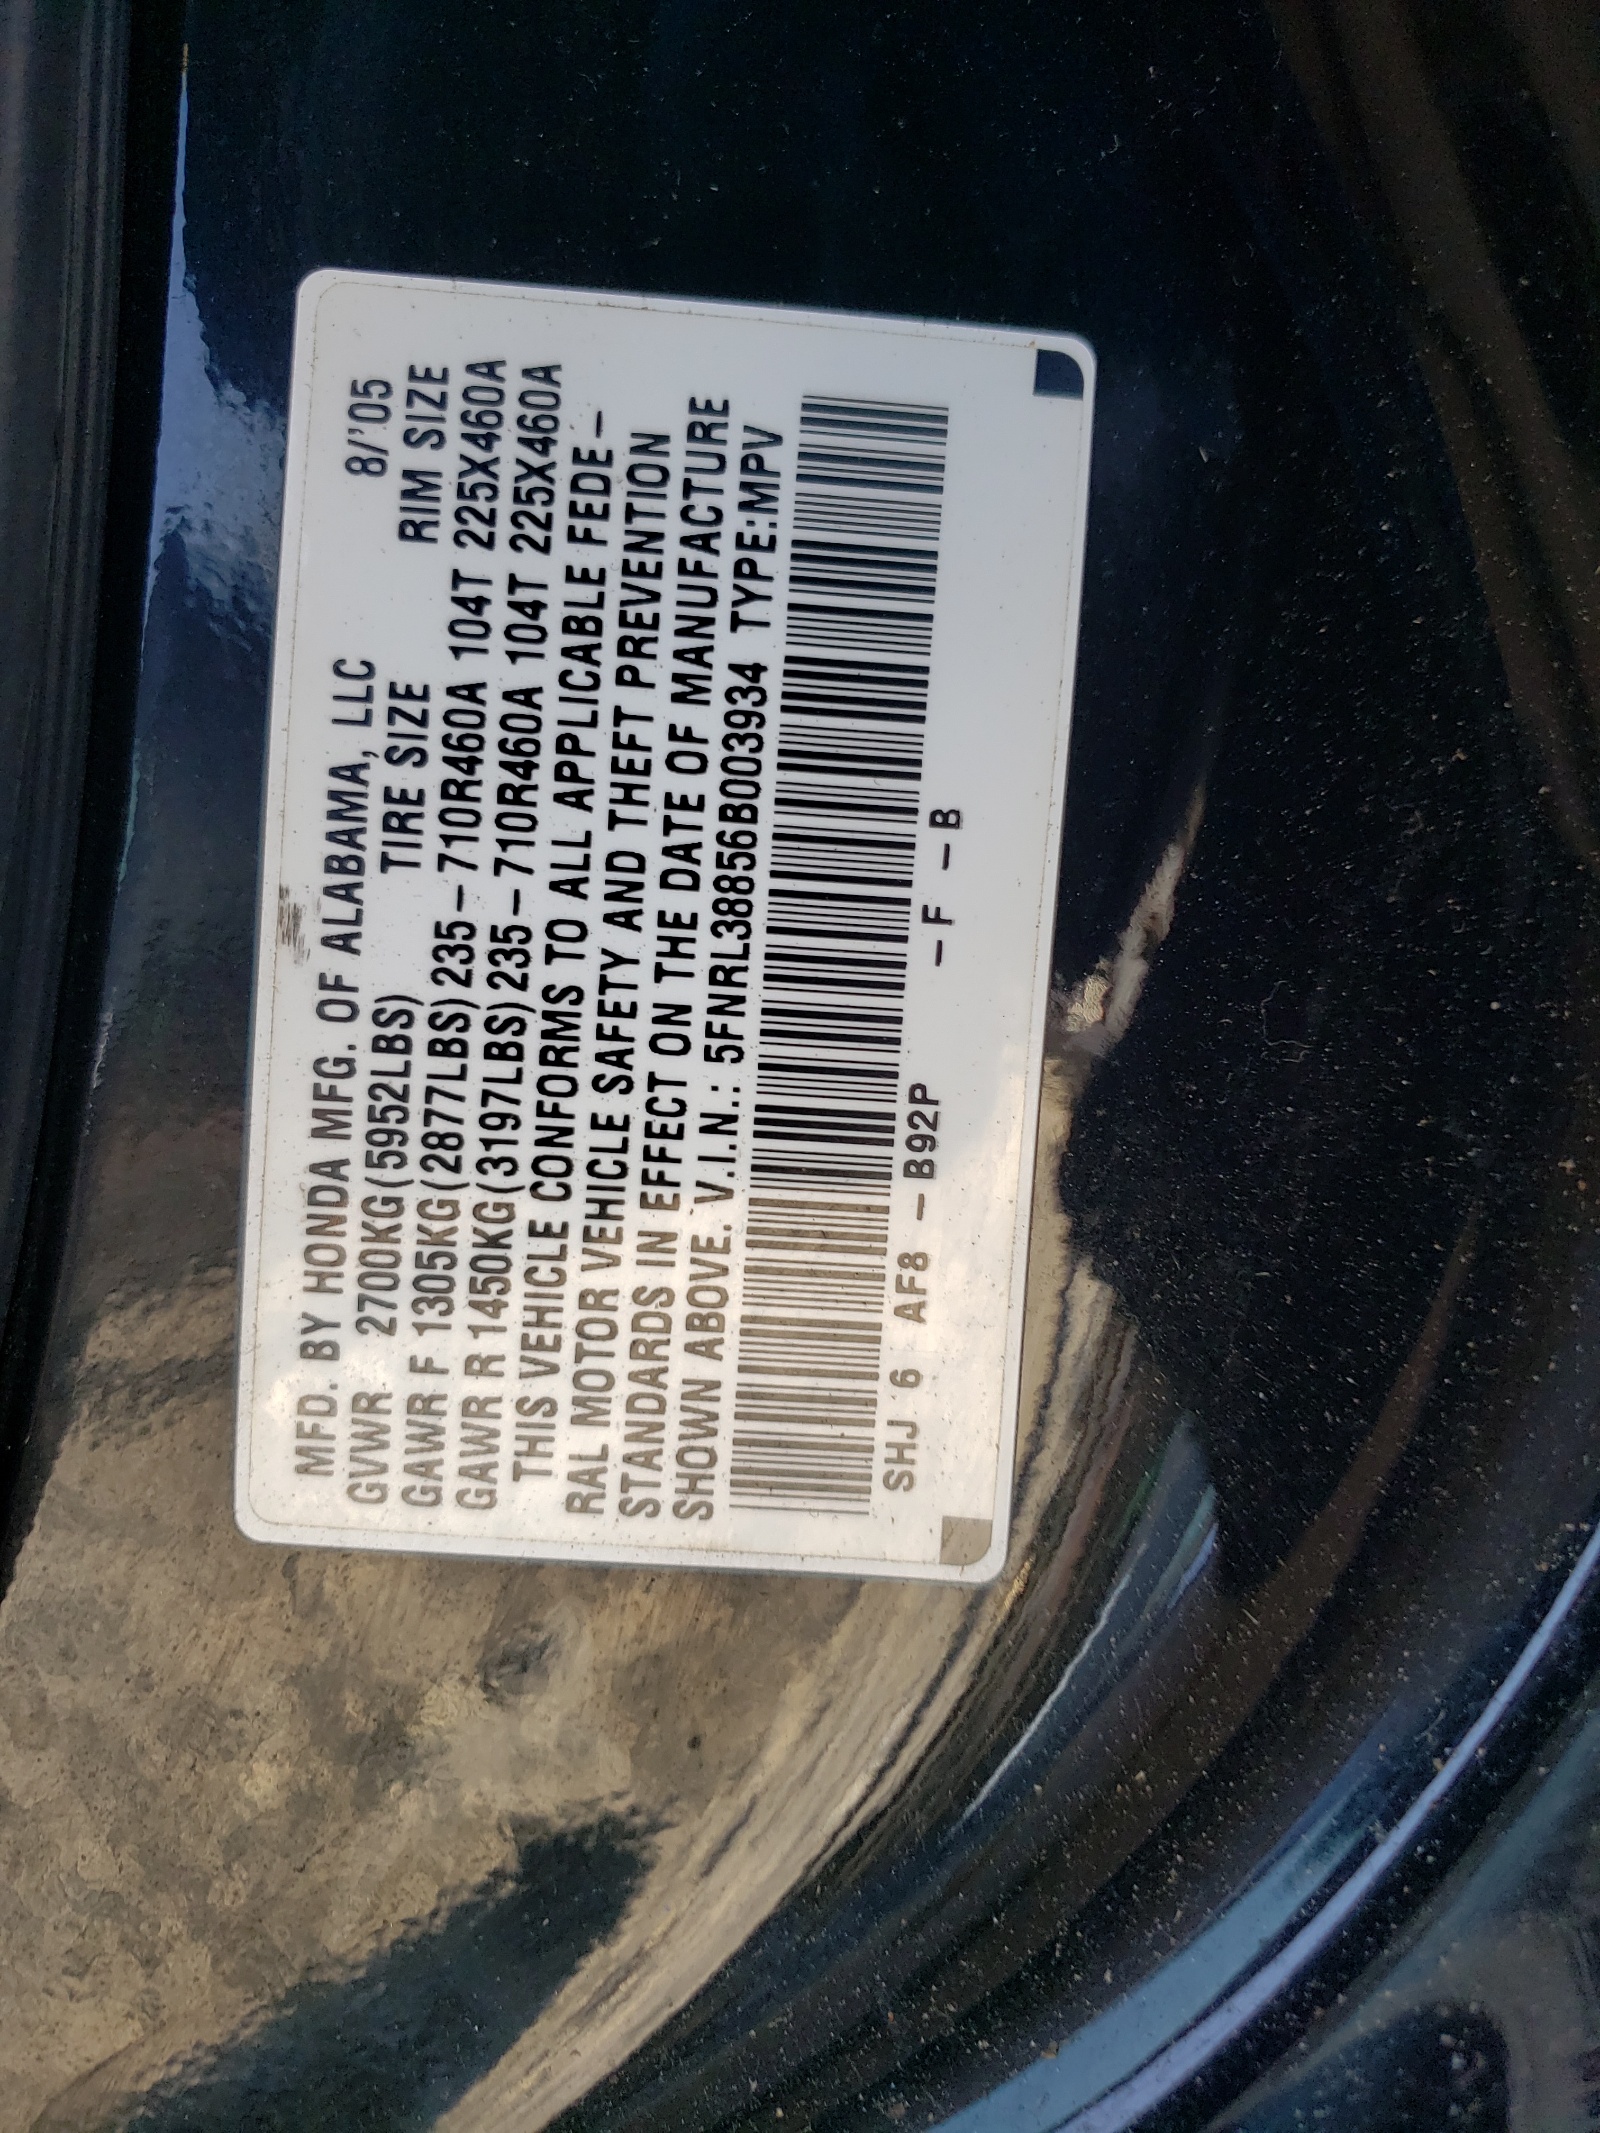 MFD. BY HONDA MFG. OF ALABAMA, LLC 8/'05
GVWR 2700KG(5952LBS) TIRE SIZE RIM SIZE
GAWR F 1305KG(2877LBS)235-710R460A 104T 225X460A
GAWR R 1450KG(3197LBS)235-710R460A 104T 225X460A
THIS VEHICLE CONFORMS TO ALL APPLICABLE FEDE-
RAL MOTOR VEHICLE SAFETY AND THEFT PREVENTION
STANDARDS IN EFFECT ON THE DATE OF MANUFACTURE
SHOWN ABOVE. V.I.N.: 5FNRL38856B003934 TYPE:MPV
SHJ 6 AF8 -B92P -F -B